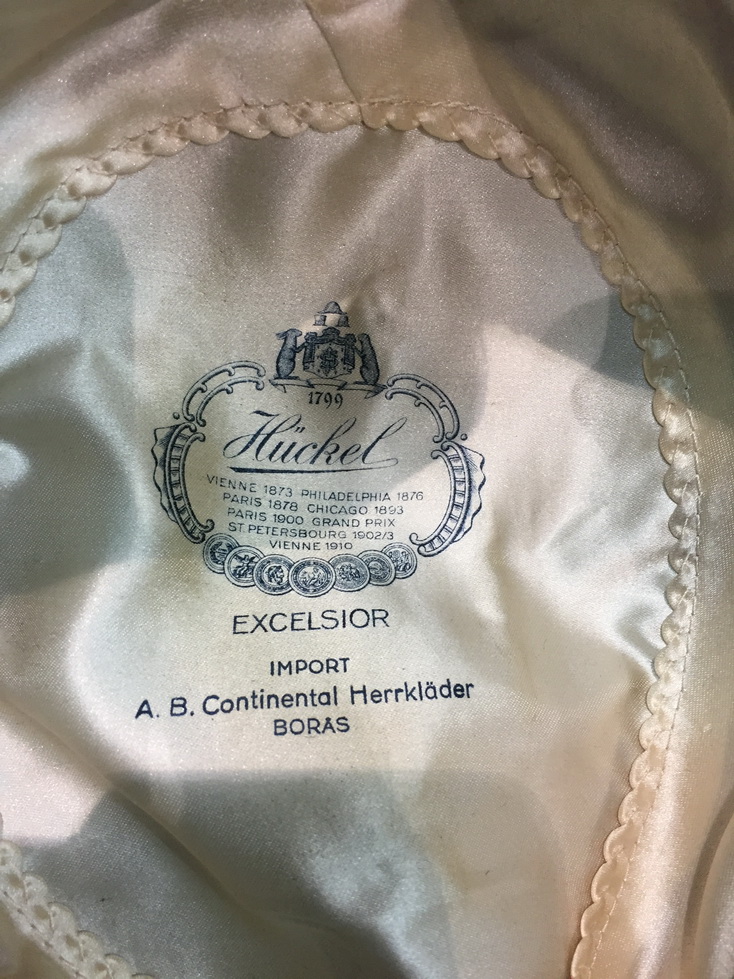 1799
Hückel
VIENNE 1873 PHILADELPHIA 1876
PARIS 1878 CHICAGO 1893
PARIS 1900 GRAND PRIX
ST. PETERSBOURG 1902/3
VIENNE 1910
EXCELSIOR
IMPORT
A. B. Continental Herrkläder
BORÅS